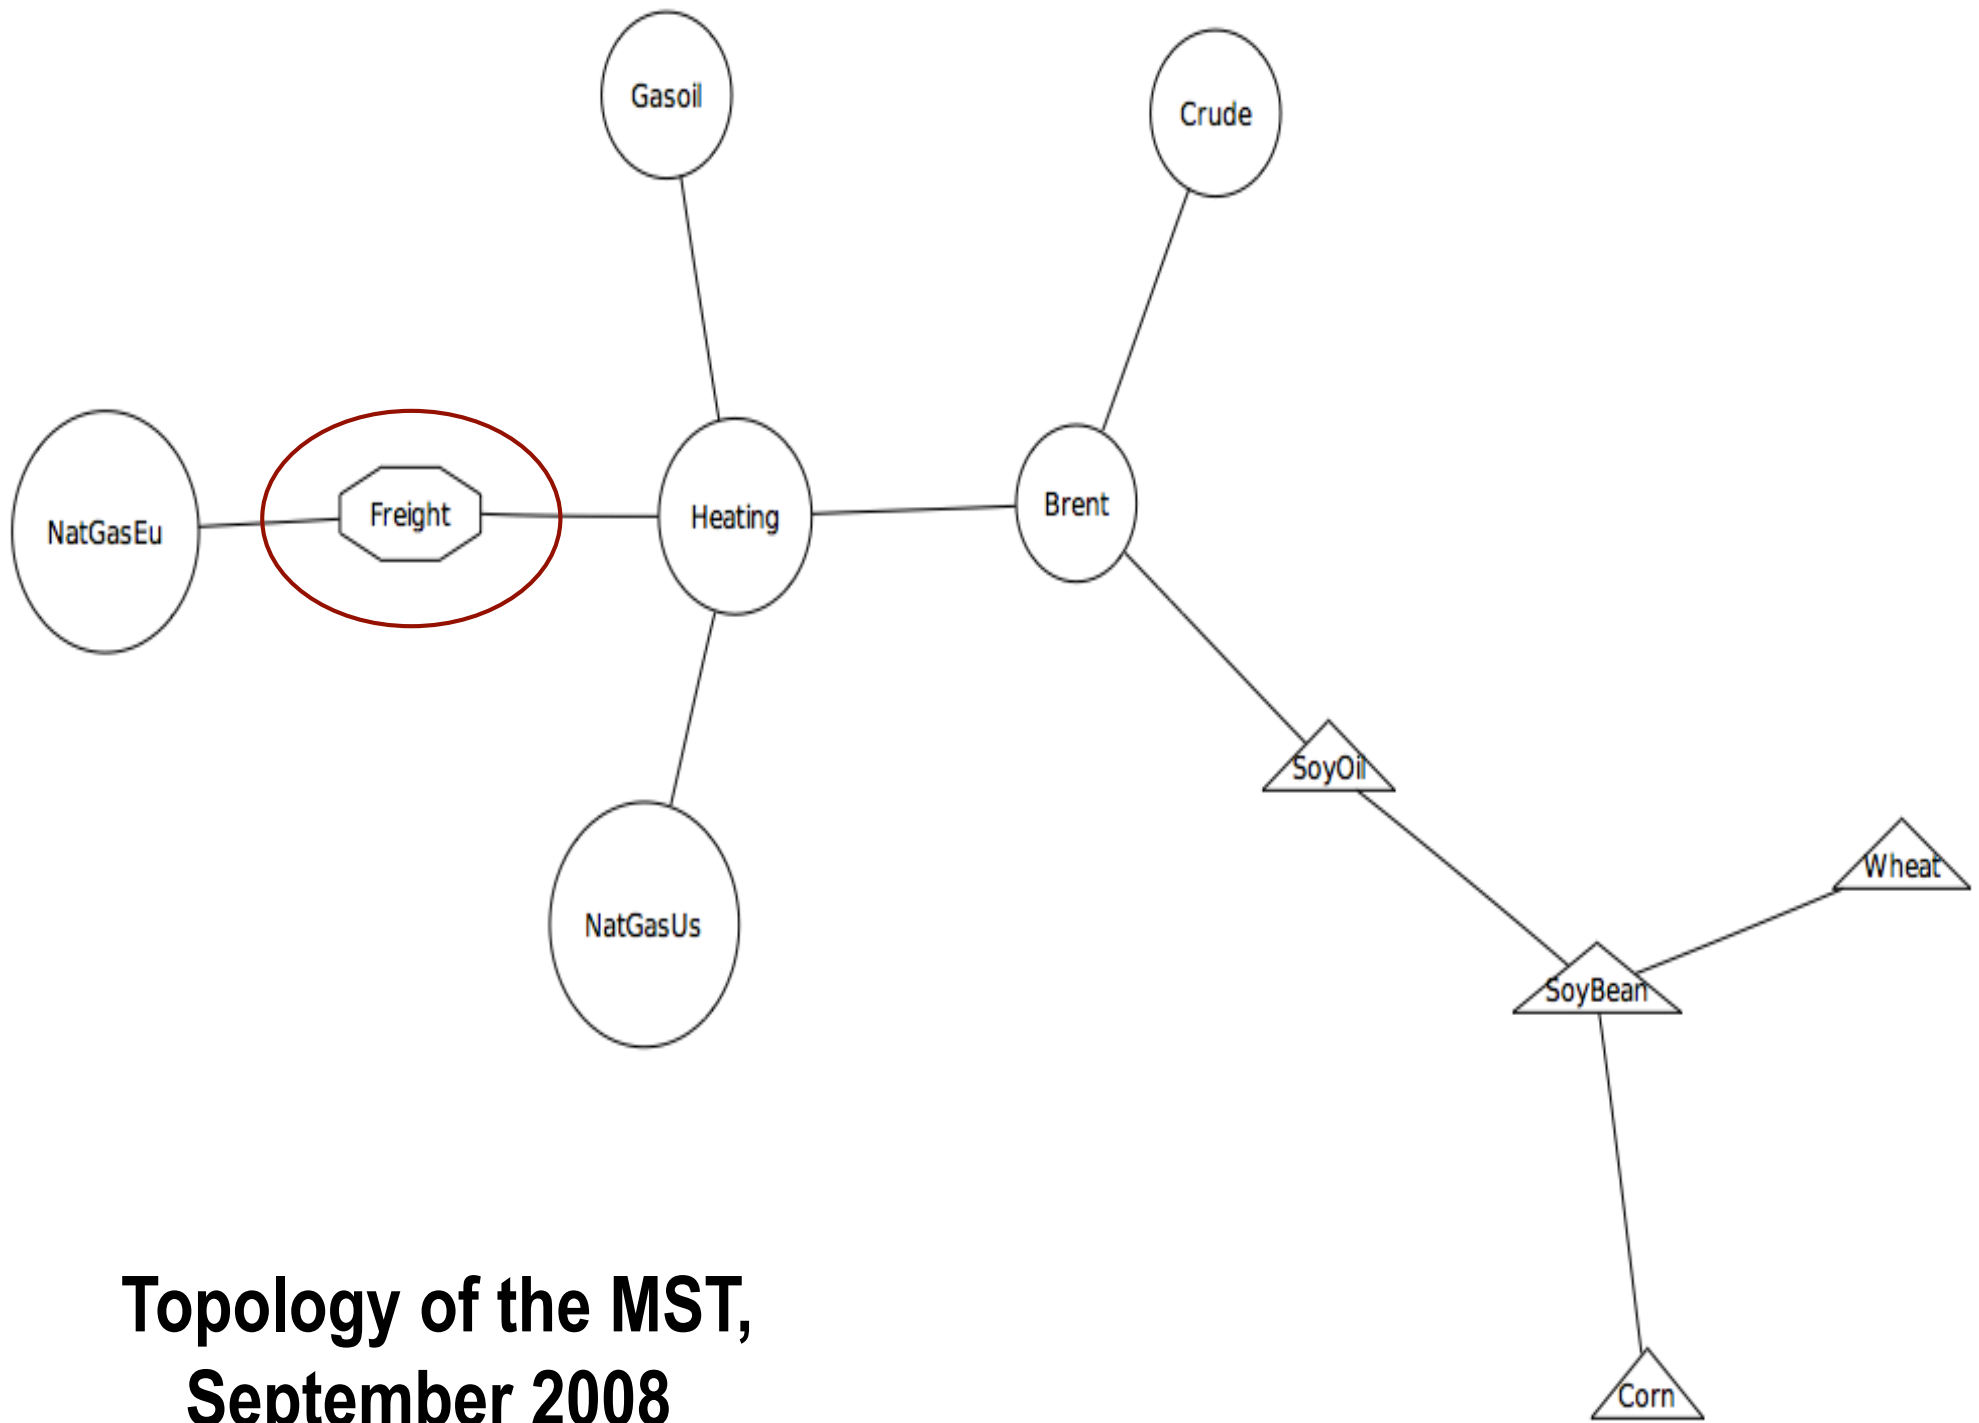 Gasoil
Crude
NatGasEu
Freight
Heating
Brent
SoyOil
Wheat
NatGasUs
SoyBean
Corn
Topology of the MST,
September 2008